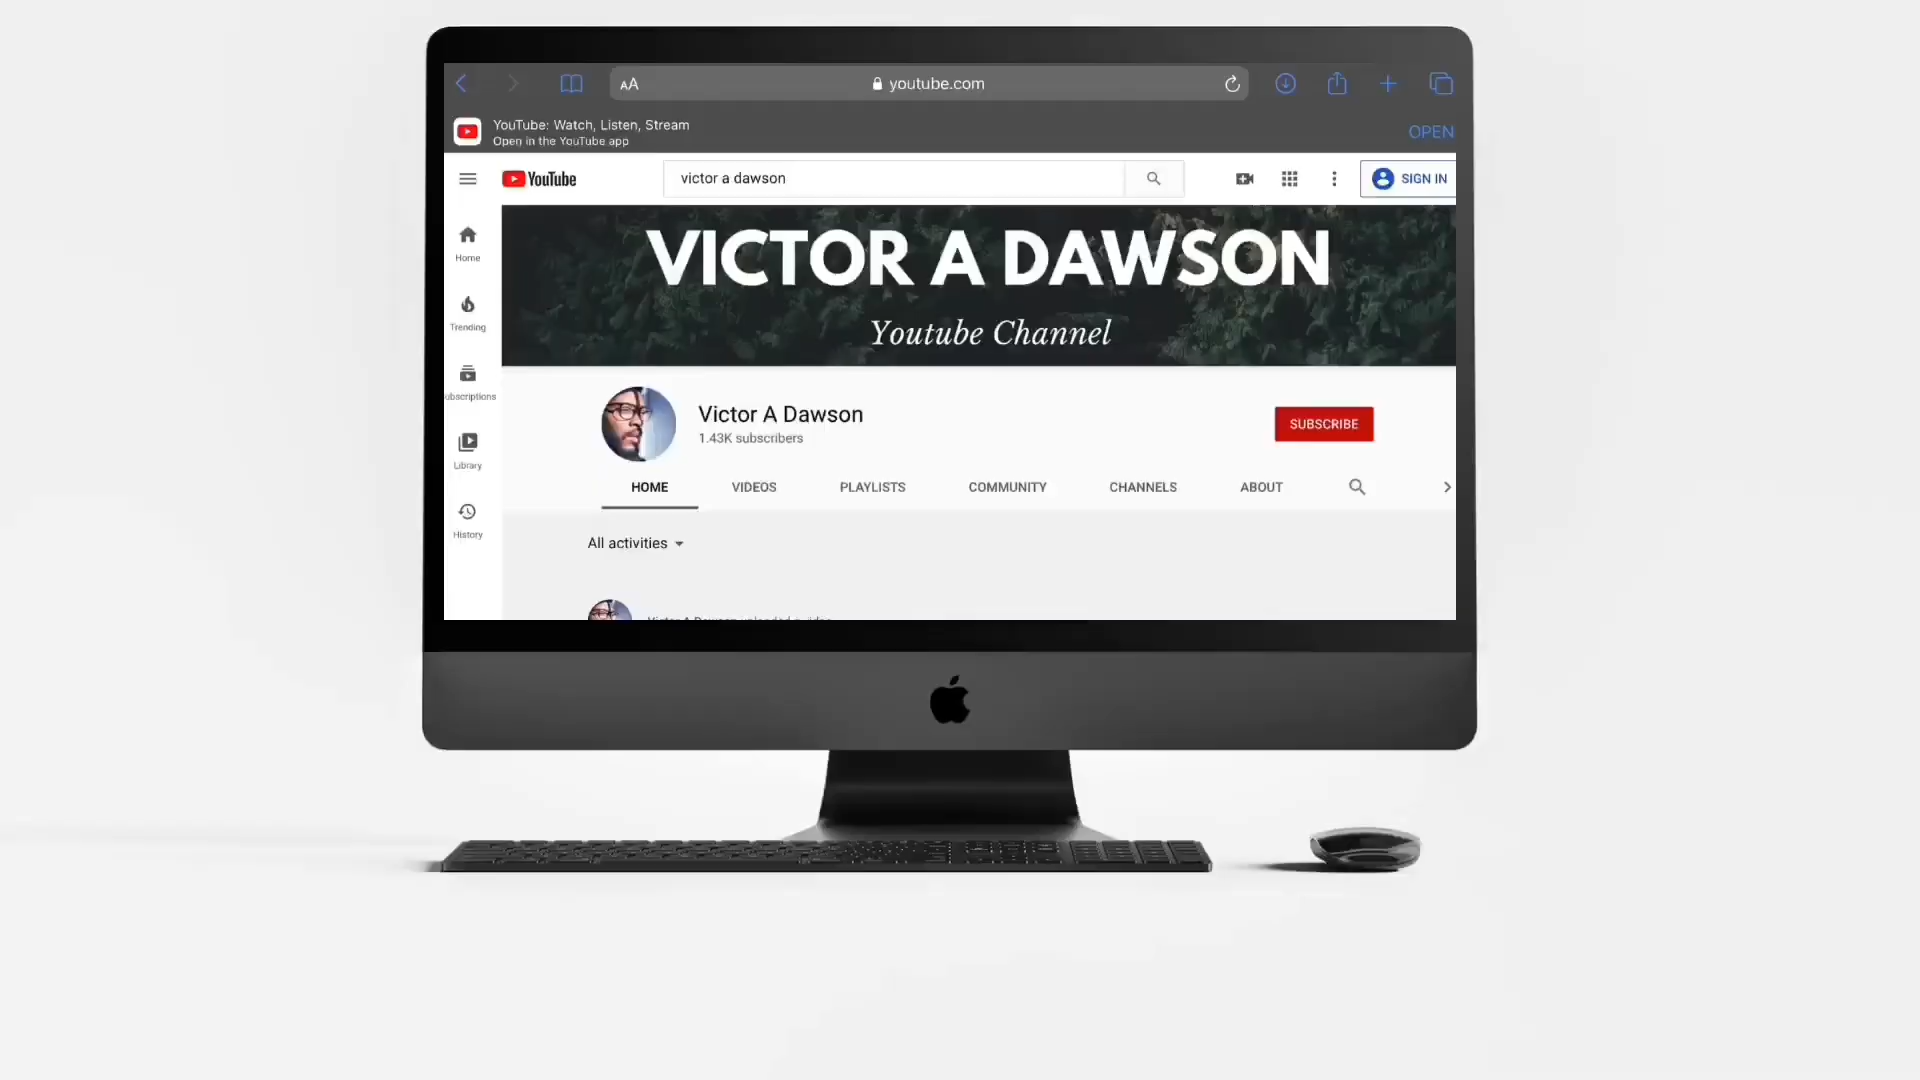 AA
youtube.com
YouTube: Watch, Listen, Stream
Open in the YouTube app
OPEN
YouTube
victor a dawson
SIGN IN
Home
Trending
ubscriptions
Library
History
VICTOR A DAWSON
Youtube Channel
Victor A Dawson
1.43K subscribers
SUBSCRIBE
HOME
VIDEOS
PLAYLISTS
COMMUNITY
CHANNELS
ABOUT
All activities